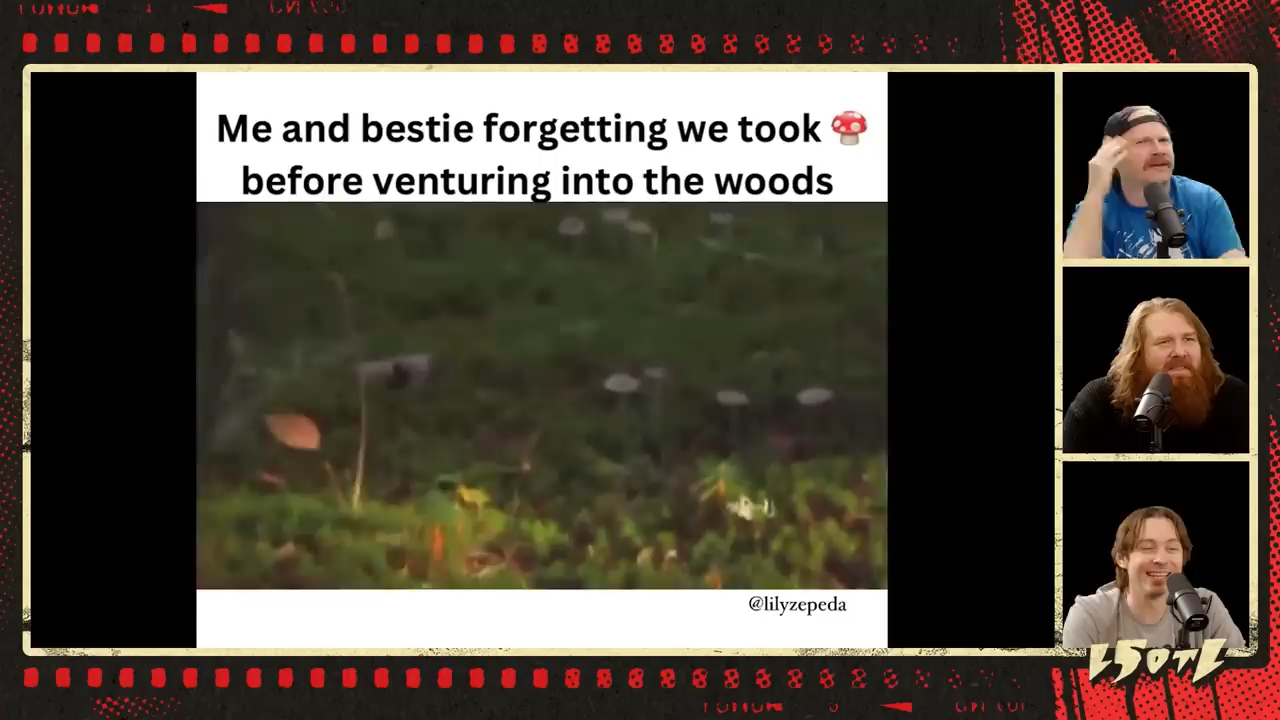 Me and bestie forgetting we took 🍄
before venturing into the woods
@lilyzepeda